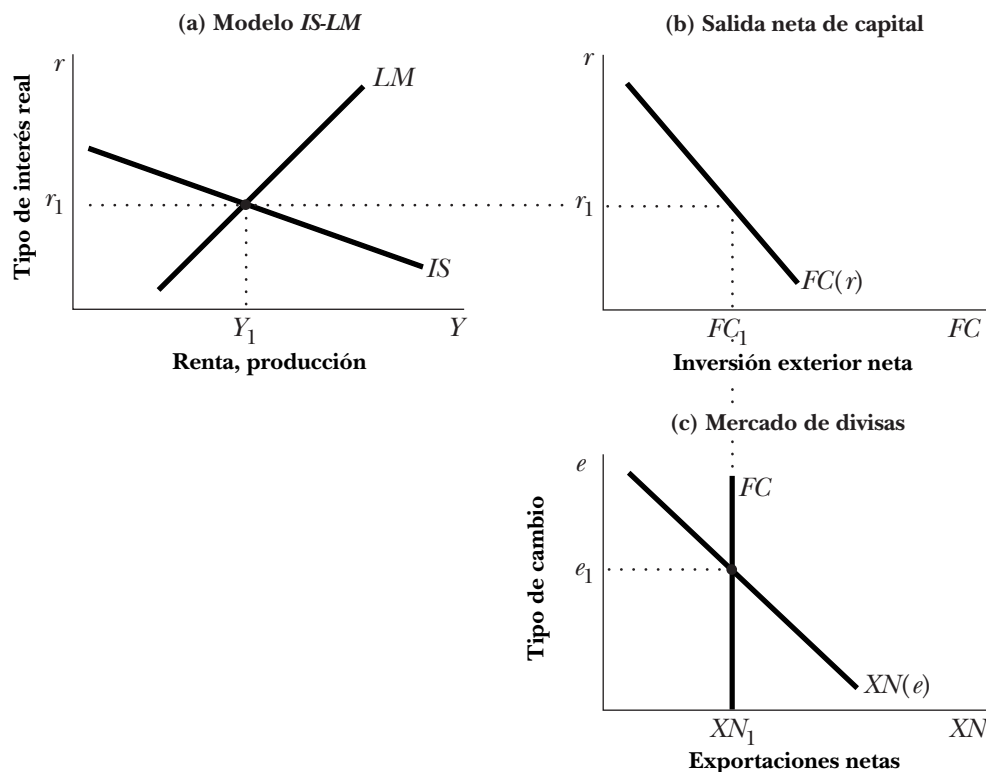 (a) Modelo IS-LM
r
LM
Tipo de interés real
r1
IS
Y1
Y
Renta, producción
(b) Salida neta de capital
r
r1
FC(r)
FC1
FC
Inversión exterior neta
(c) Mercado de divisas
e
FC
Tipo de cambio
e1
XN(e)
XN1
XN
Exportaciones netas